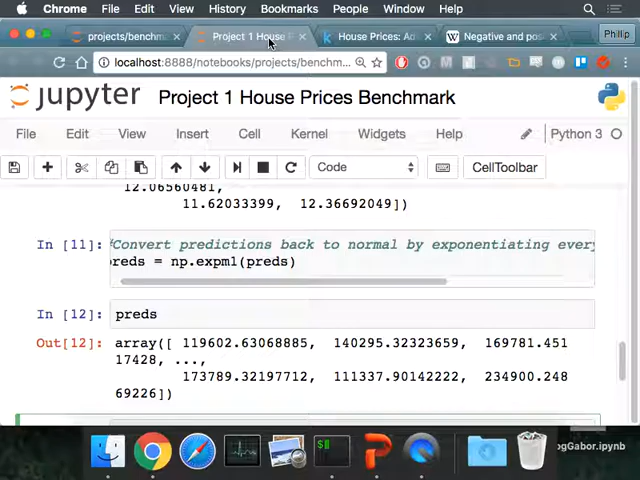 Chrome File Edit View History Bookmarks People Window Help
projects/benchm Project 1 House P House Prices: Ad Negative and pos Phillip
localhost:8888/notebooks/projects/benchm...
jupyter Project 1 House Prices Benchmark
File Edit View Insert Cell Kernel Widgets Help Python 3
Code CellToolbar
12.06560481,
11.62033399, 12.36692049])
In [11]: #Convert predictions back to normal by exponentiating every
preds = np.expm1(preds)
In [12]: preds
Out[12]: array([ 119602.63068885, 140295.32323659, 169781.451
17428, ...,
173789.32197712, 111337.90142222, 234900.248
69226])
ogGabor.ipynb